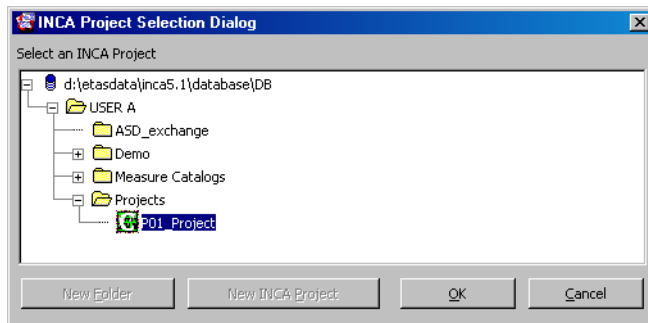 INCA Project Selection Dialog
Select an INCA Project
d:\etasdata\inca5.1\database\DB
USER A
ASD_exchange
Demo
Measure Catalogs
Projects
P01_Project
New Folder New INCA Project OK Cancel